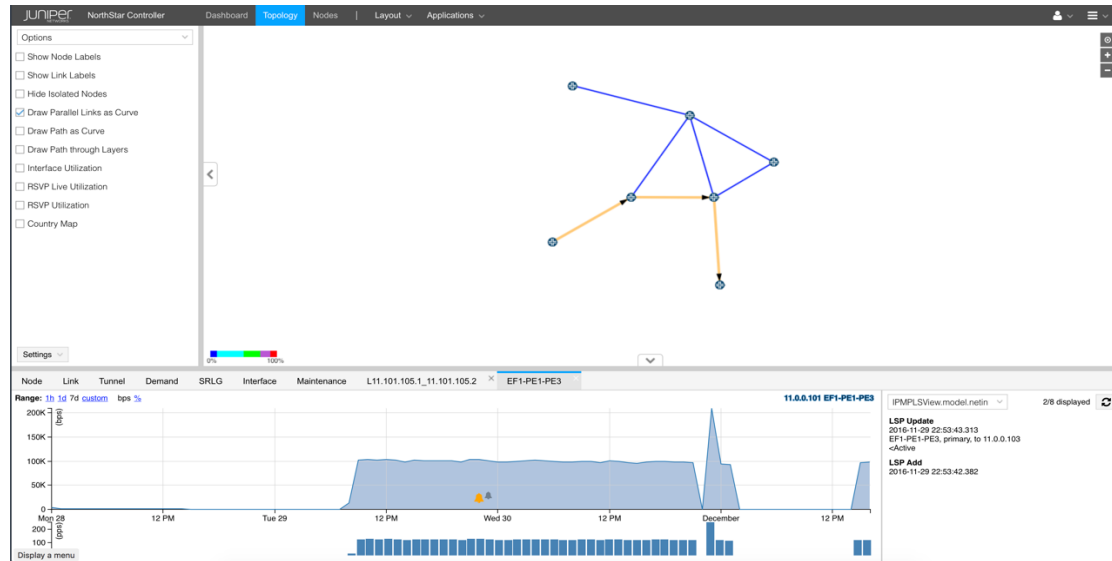 JUNIPER
NETWORKS
NorthStar Controller
Dashboard Topology Nodes | Layout Applications
Options
Show Node Labels
Show Link Labels
Hide Isolated Nodes
Draw Parallel Links as Curve
Draw Path as Curve
Draw Path through Layers
Interface Utilization
RSVP Live Utilization
RSVP Utilization
Country Map
Settings
0% 100%
Node Link Tunnel Demand SRLG Interface Maintenance L11.101.105.1_11.101.105.2 × EF1-PE1-PE3
Range: 1h 1d 7d custom bps %
11.0.0.101 EF1-PE1-PE3
200K
(bps)
150K
100K
50K
0
Mon 28 12 PM Tue 29 12 PM Wed 30 12 PM December 12 PM
200
(pps)
100
Display a menu
IPMPLSView.model.netin 2/8 displayed
LSP Update
2016-11-29 22:53:43.313
EF1-PE1-PE3, primary, to 11.0.0.103
<Active
LSP Add
2016-11-29 22:53:42.382